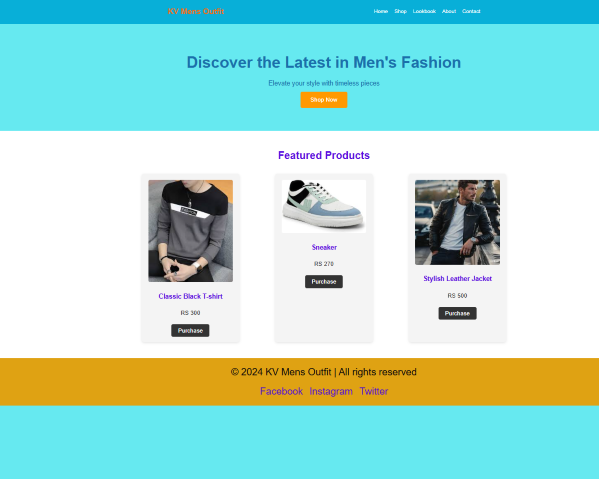 KV Mens Outfit
Home Shop Lookbook About Contact
Discover the Latest in Men's Fashion
Elevate your style with timeless pieces
Shop Now
Featured Products
Classic Black T-shirt
RS 300
Purchase
Sneaker
RS 270
Purchase
Stylish Leather Jacket
RS 500
Purchase
© 2024 KV Mens Outfit | All rights reserved
Facebook Instagram Twitter